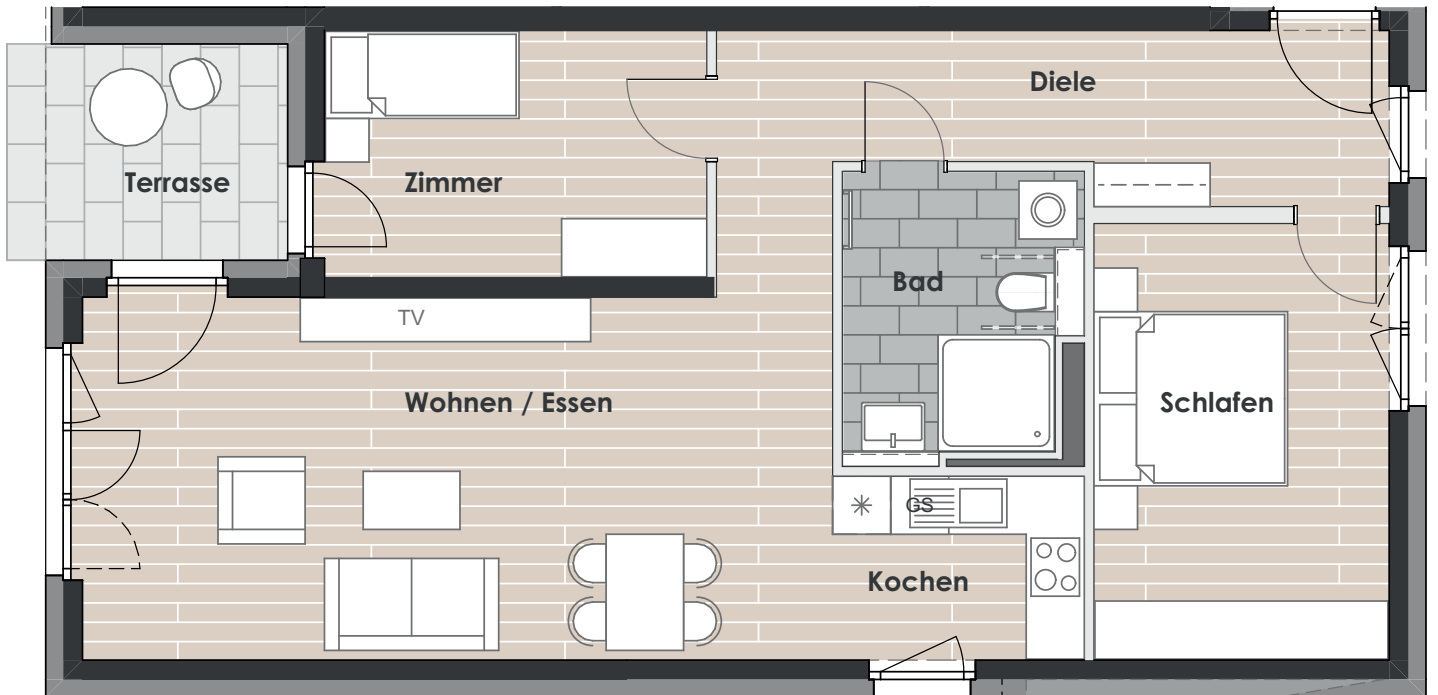 Diele
Terrasse
Zimmer
Bad
TV
Wohnen / Essen
Schlafen
GS
Kochen